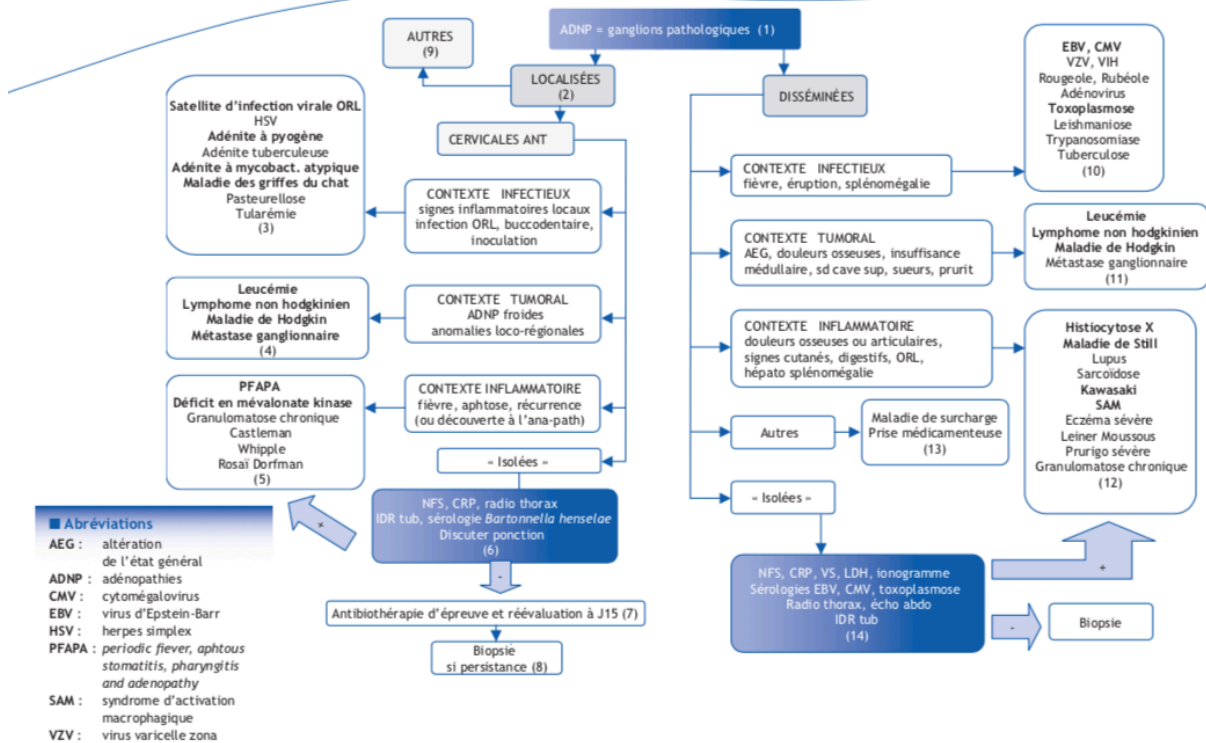 ADNP = ganglions pathologiques (1)
AUTRES
(9)
LOCALISÉES
(2)
DISSÉMINÉES
CERVICALES ANT
Satellite d'infection virale ORL
HSV
Adénite à pyogène
Adénite tuberculeuse
Adénite à mycobact. atypique
Maladie des griffes du chat
Pasteurellose
Tularémie
(3)
CONTEXTE INFECTIEUX
signes inflammatoires locaux
infection ORL, buccodentaire,
inoculation
Leucémie
Lymphome non hodgkinien
Maladie de Hodgkin
Métastase ganglionnaire
(4)
CONTEXTE TUMORAL
ADNP froides
anomalies loco-régionales
PFAPA
Déficit en mévalonate kinase
Granulomatose chronique
Castleman
Whipple
Rosaï Dorfman
(5)
CONTEXTE INFLAMMATOIRE
fièvre, aphtose, récurrence
(ou découverte à l'ana-path)
« Isolées »
NFS, CRP, radio thorax
IDR tub, sérologie Bartonnella henselae
Discuter ponction
(6)
+
-
Antibiothérapie d'épreuve et réévaluation à J15 (7)
Biopsie
si persistance (8)
CONTEXTE INFECTIEUX
fièvre, éruption, splénomégalie
EBV, CMV
VZV, VIH
Rougeole, Rubéole
Adénovirus
Toxoplasmose
Leishmaniose
Trypanosomiase
Tuberculose
(10)
CONTEXTE TUMORAL
AEG, douleurs osseuses, insuffisance
médullaire, sd cave sup, sueurs, prurit
Leucémie
Lymphome non hodgkinien
Maladie de Hodgkin
Métastase ganglionnaire
(11)
CONTEXTE INFLAMMATOIRE
douleurs osseuses ou articulaires,
signes cutanés, digestifs, ORL,
hépato splénomégalie
Histiocytose X
Maladie de Still
Lupus
Sarcoïdose
Kawasaki
SAM
Eczéma sévère
Leiner Moussous
Prurigo sévère
Granulomatose chronique
(12)
Autres
Maladie de surcharge
Prise médicamenteuse
(13)
« Isolées »
NFS, CRP, VS, LDH, ionogramme
Sérologies EBV, CMV, toxoplasmose
Radio thorax, écho abdo
IDR tub
(14)
+
-
Biopsie
■ Abréviations
AEG : altération
de l'état général
ADNP : adénopathies
CMV : cytomégalovirus
EBV : virus d'Epstein-Barr
HSV : herpes simplex
PFAPA : periodic fiever, aphtous
stomatitis, pharyngitis
and adenopathy
SAM : syndrome d'activation
macrophagique
VZV : virus varicelle zona